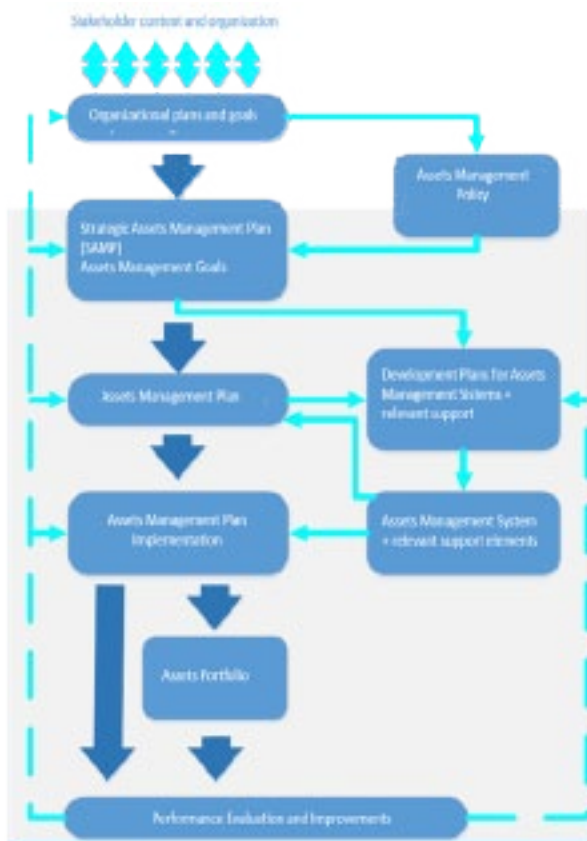 Stakeholder content and organization
Organizational plans and goals
Assets Management
Policy
Strategic Assets Management Plan
(SAMP)
Assets Management Goals
Assets Management Plan
Development Plans for Assets
Management Sistems +
relevant support
Assets Management Plan
Implementation
Assets Management System
+ relevant support elements
Assets Portfolio
Performance Evaluation and Improvements